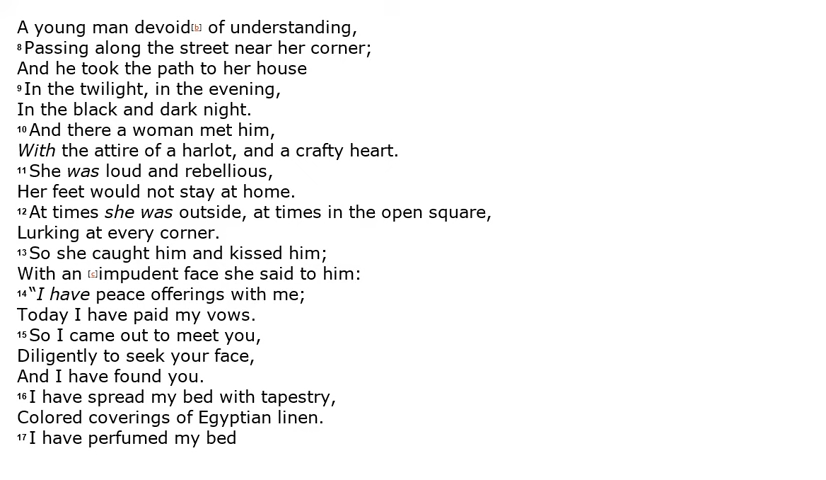 A young man devoid[b] of understanding,
8 Passing along the street near her corner;
And he took the path to her house
9 In the twilight, in the evening,
In the black and dark night.
10 And there a woman met him,
With the attire of a harlot, and a crafty heart.
11 She was loud and rebellious,
Her feet would not stay at home.
12 At times she was outside, at times in the open square,
Lurking at every corner.
13 So she caught him and kissed him;
With an [c]impudent face she said to him:
14 “I have peace offerings with me;
Today I have paid my vows.
15 So I came out to meet you,
Diligently to seek your face,
And I have found you.
16 I have spread my bed with tapestry,
Colored coverings of Egyptian linen.
17 I have perfumed my bed